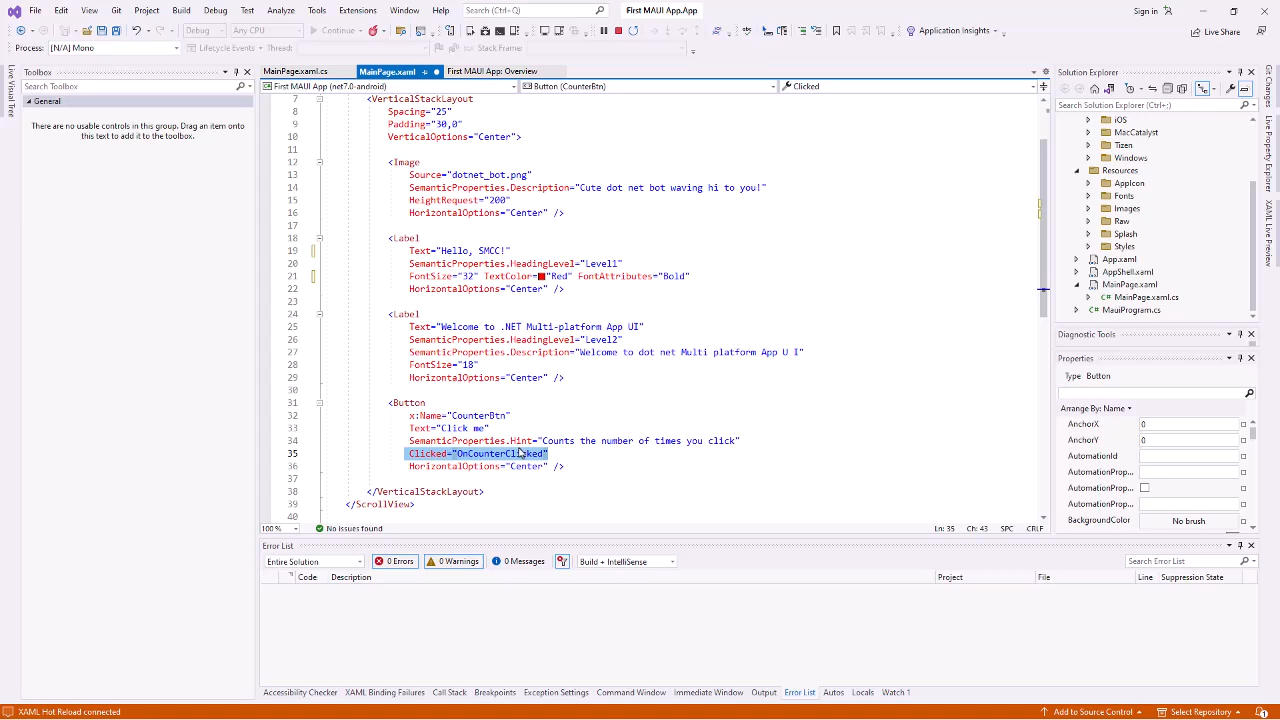 File Edit View Git Project Build Debug Test Analyze Tools Extensions Window Help Search (Ctrl+Q) First MAUI App.App Sign in
Debug Any CPU Continue Application Insights Live Share
Process: [N/A] Mono Lifecycle Events Thread: Stack Frame:
Live Visual Tree
Toolbox
Search Toolbox
General
There are no usable controls in this group. Drag an item onto
this text to add it to the toolbox.
MainPage.xaml.cs MainPage.xaml First MAUI App: Overview
First MAUI App (net7.0-android) Button (CounterBtn) Clicked
7 <VerticalStackLayout
8 Spacing="25"
9 Padding="30,0"
10 VerticalOptions="Center">
11
12 <Image
13 Source="dotnet_bot.png"
14 SemanticProperties.Description="Cute dot net bot waving hi to you!"
15 HeightRequest="200"
16 HorizontalOptions="Center" />
17
18 <Label
19 Text="Hello, SMCC!"
20 SemanticProperties.HeadingLevel="Level1"
21 FontSize="32" TextColor="Red" FontAttributes="Bold"
22 HorizontalOptions="Center" />
23
24 <Label
25 Text="Welcome to .NET Multi-platform App UI"
26 SemanticProperties.HeadingLevel="Level2"
27 SemanticProperties.Description="Welcome to dot net Multi platform App U I"
28 FontSize="18"
29 HorizontalOptions="Center" />
30
31 <Button
32 x:Name="CounterBtn"
33 Text="Click me"
34 SemanticProperties.Hint="Counts the number of times you click"
35 Clicked="OnCounterClicked"
36 HorizontalOptions="Center" />
37
38 </VerticalStackLayout>
39 </ScrollView>
40
100 % No issues found Ln: 35 Ch: 43 SPC CRLF
Error List
Entire Solution 0 Errors 0 Warnings 0 Messages Build + IntelliSense Search Error List
Code Description Project File Line Suppression State
Accessibility Checker XAML Binding Failures Call Stack Breakpoints Exception Settings Command Window Immediate Window Output Error List Autos Locals Watch 1
Solution Explorer
Search Solution Explorer (Ctrl+;)
iOS
MacCatalyst
Tizen
Windows
Resources
AppIcon
Fonts
Images
Raw
Splash
Styles
App.xaml
AppShell.xaml
MainPage.xaml
MainPage.xaml.cs
MauiProgram.cs
Diagnostic Tools
Properties
Type Button
Arrange By: Name
AnchorX 0
AnchorY 0
AutomationId
AutomationProp...
AutomationProp...
AutomationProp...
BackgroundColor No brush
Git Changes
Live Property Explorer
XAML Live Preview
XAML Hot Reload connected Add to Source Control Select Repository 1